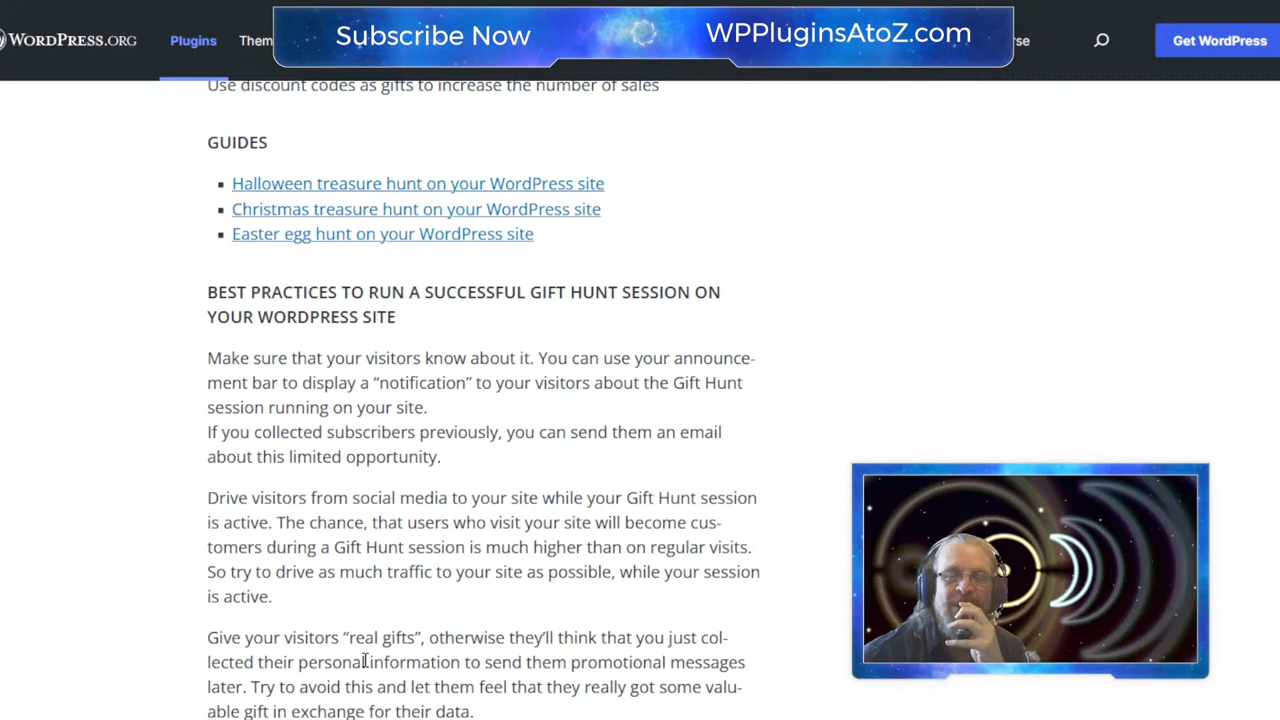 WORDPRESS.ORG
Plugins
Subscribe Now
WPPluginsAtoZ.com
Get WordPress
Use discount codes as gifts to increase the number of sales
GUIDES
▪ Halloween treasure hunt on your WordPress site
▪ Christmas treasure hunt on your WordPress site
▪ Easter egg hunt on your WordPress site
BEST PRACTICES TO RUN A SUCCESSFUL GIFT HUNT SESSION ON
YOUR WORDPRESS SITE
Make sure that your visitors know about it. You can use your announce-
ment bar to display a “notification” to your visitors about the Gift Hunt
session running on your site.
If you collected subscribers previously, you can send them an email
about this limited opportunity.
Drive visitors from social media to your site while your Gift Hunt session
is active. The chance, that users who visit your site will become cus-
tomers during a Gift Hunt session is much higher than on regular visits.
So try to drive as much traffic to your site as possible, while your session
is active.
Give your visitors “real gifts”, otherwise they’ll think that you just col-
lected their personal information to send them promotional messages
later. Try to avoid this and let them feel that they really got some valu-
able gift in exchange for their data.